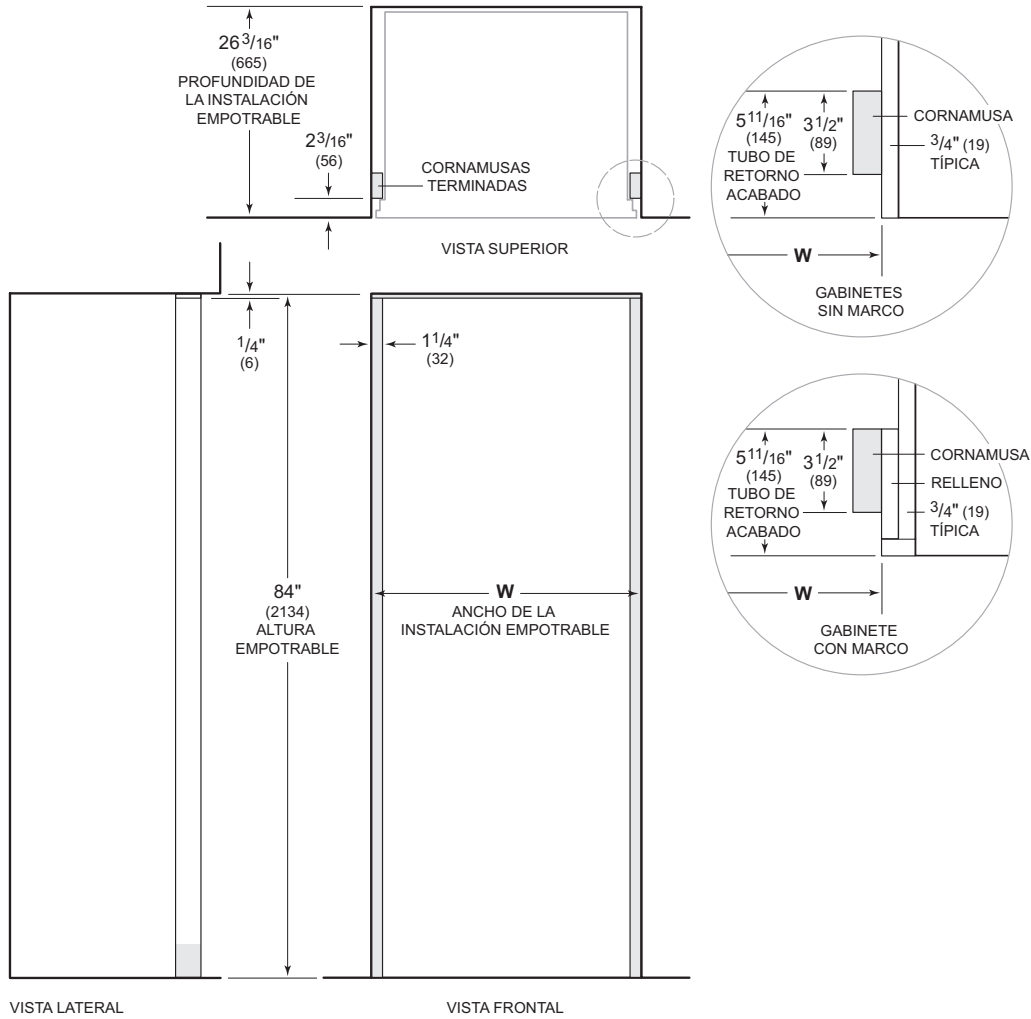 26 3/16"
(665)
PROFUNDIDAD DE
LA INSTALACIÓN
EMPOTRABLE
2 3/16"
(56)
CORNAMUSAS
TERMINADAS
VISTA SUPERIOR
5 11/16"
(145)
TUBO DE
RETORNO
ACABADO
3 1/2"
(89)
CORNAMUSA
3/4" (19)
TÍPICA
W
GABINETES
SIN MARCO
1/4"
(6)
1 1/4"
(32)
84"
(2134)
ALTURA
EMPOTRABLE
W
ANCHO DE LA
INSTALACIÓN EMPOTRABLE
5 11/16"
(145)
TUBO DE
RETORNO
ACABADO
3 1/2"
(89)
CORNAMUSA
RELLENO
3/4" (19)
TÍPICA
W
GABINETE
CON MARCO
VISTA LATERAL
VISTA FRONTAL